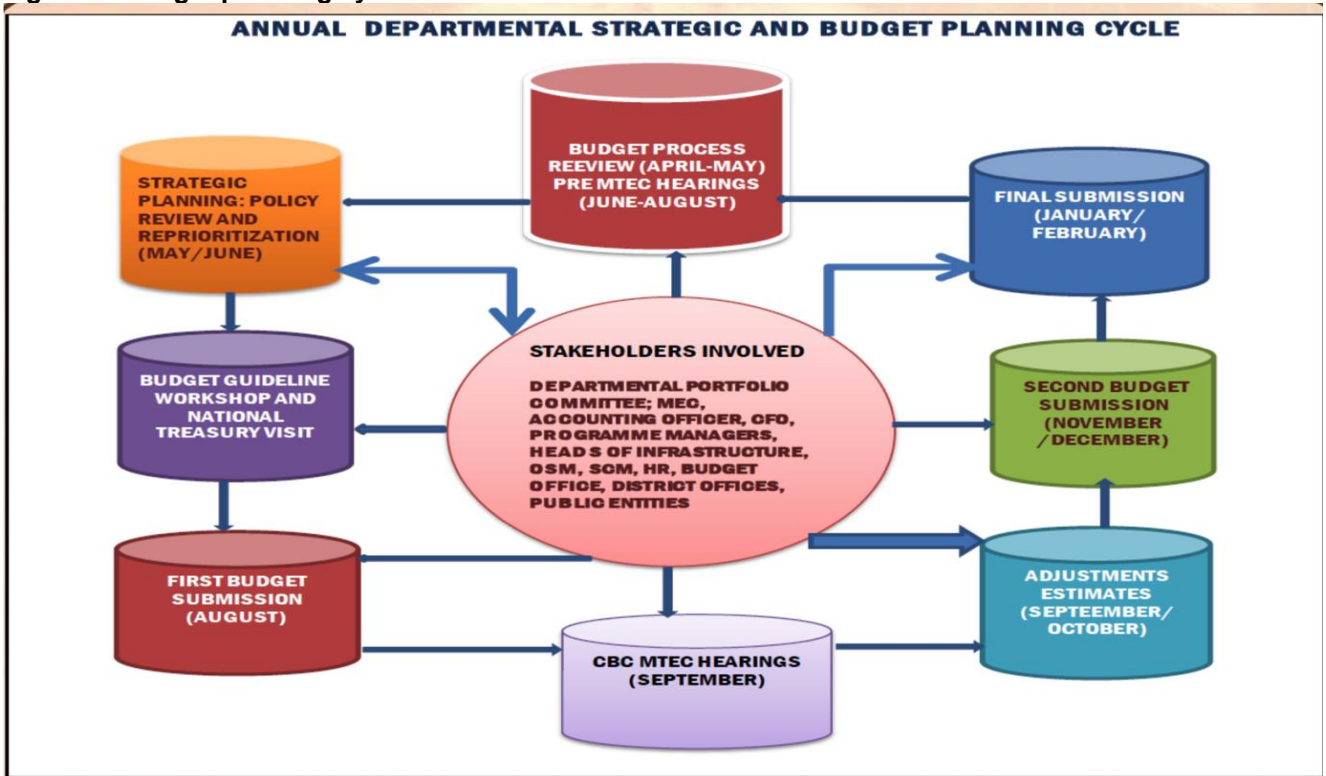 ANNUAL DEPARTMENTAL STRATEGIC AND BUDGET PLANNING CYCLE
BUDGET PROCESS
REEVIEW (APRIL-MAY)
PRE MTEC HEARINGS
(JUNE-AUGUST)
STRATEGIC
PLANNING: POLICY
REVIEW AND
REPRIORITIZATION
(MAY/JUNE)
FINAL SUBMISSION
(JANUARY/
FEBRUARY)
BUDGET GUIDELINE
WORKSHOP AND
NATIONAL
TREASURY VISIT
STAKEHOLDERS INVOLVED
DEPARTMENTAL PORTFOLIO
COMMITTEE; MEC,
ACCOUNTING OFFICER, CFO,
PROGRAMME MANAGERS,
HEADS OF INFRASTRUCTURE,
OSM, SCM, HR, BUDGET
OFFICE, DISTRICT OFFICES,
PUBLIC ENTITIES
SECOND BUDGET
SUBMISSION
(NOVEMBER
/DECEMBER)
FIRST BUDGET
SUBMISSION
(AUGUST)
CBC MTEC HEARINGS
(SEPTEMBER)
ADJUSTMENTS
ESTIMATES
(SEPTEEMBER/
OCTOBER)